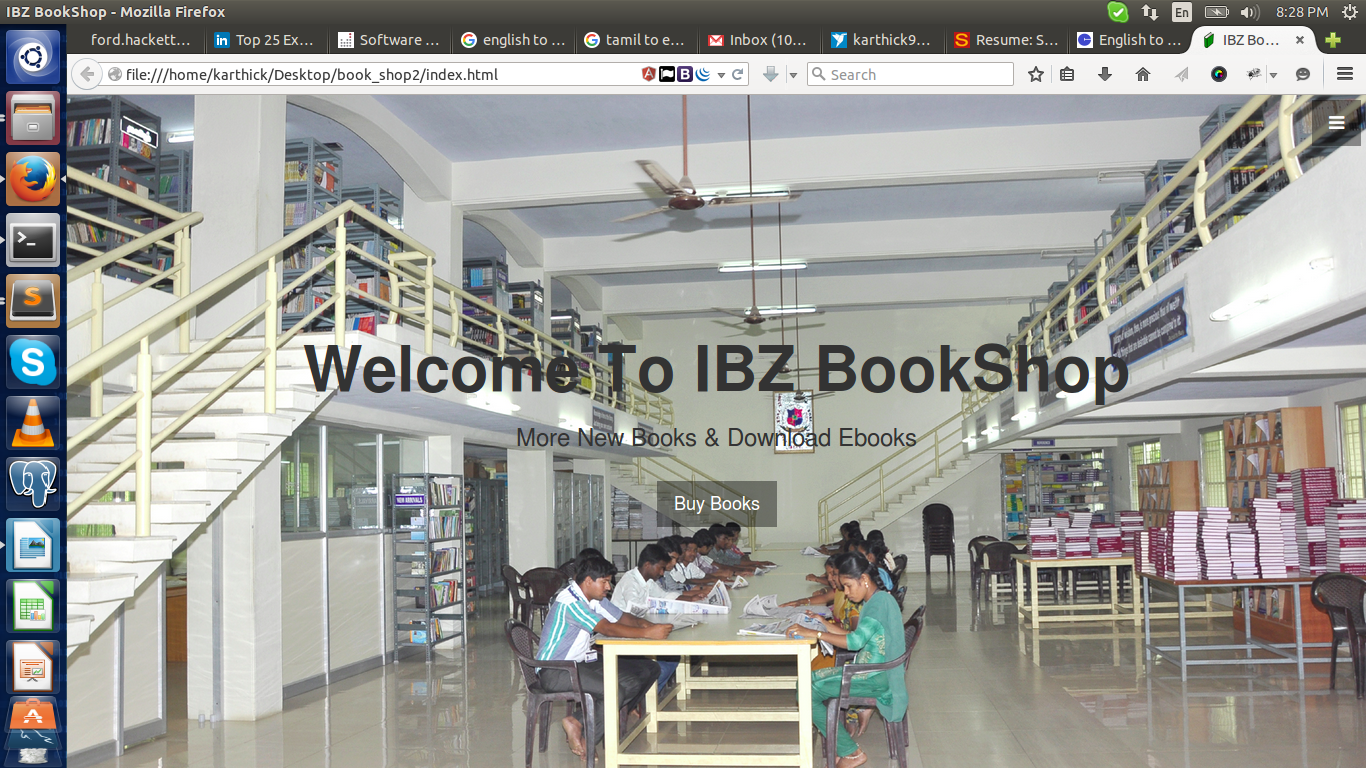 IBZ BookShop - Mozilla Firefox
En
8:28 PM
ford.hackett...
Top 25 Ex...
Software ...
english to ...
tamil to e...
Inbox (10...
karthick9...
Resume: S...
English to ...
IBZ Bo...
file:///home/karthick/Desktop/book_shop2/index.html
Search
Welcome To IBZ BookShop
More New Books & Download Ebooks
Buy Books
NEW ARRIVALS